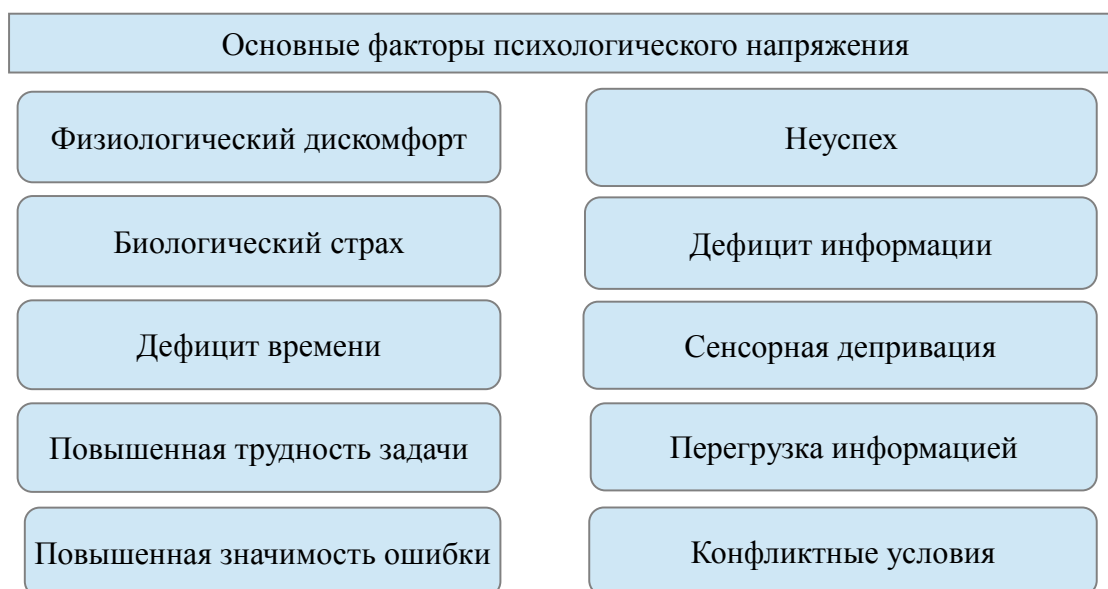 Основные факторы психологического напряжения
Физиологический дискомфорт
Неуспех
Биологический страх
Дефицит информации
Дефицит времени
Сенсорная депривация
Повышенная трудность задачи
Перегрузка информацией
Повышенная значимость ошибки
Конфликтные условия